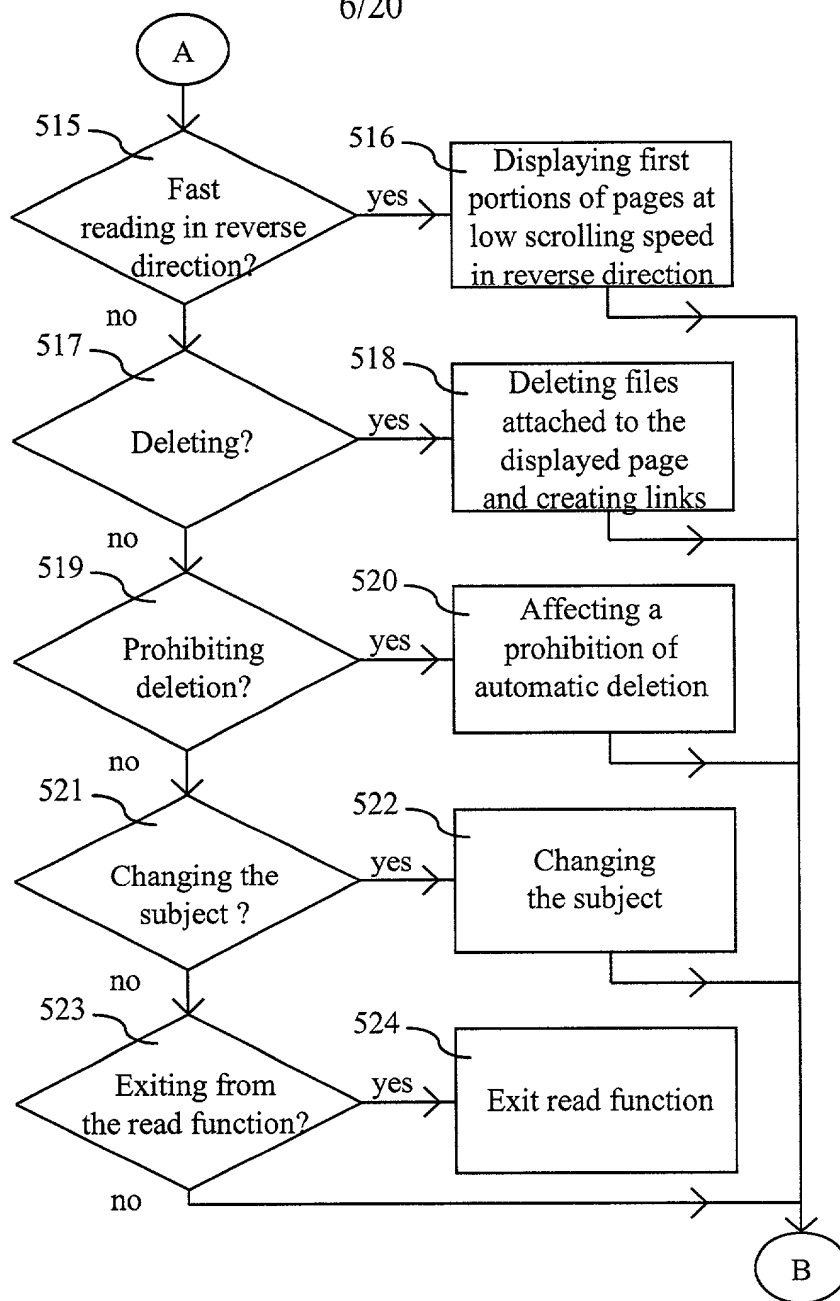 6/20
A
515
Fast
reading in reverse
direction?
yes
516
Displaying first
portions of pages at
low scrolling speed
in reverse direction
no
517
Deleting?
yes
518
Deleting files
attached to the
displayed page
and creating links
no
519
Prohibiting
deletion?
yes
520
Affecting a
prohibition of
automatic deletion
no
521
Changing the
subject ?
yes
522
Changing
the subject
no
523
Exiting from
the read function?
yes
524
Exit read function
no
B